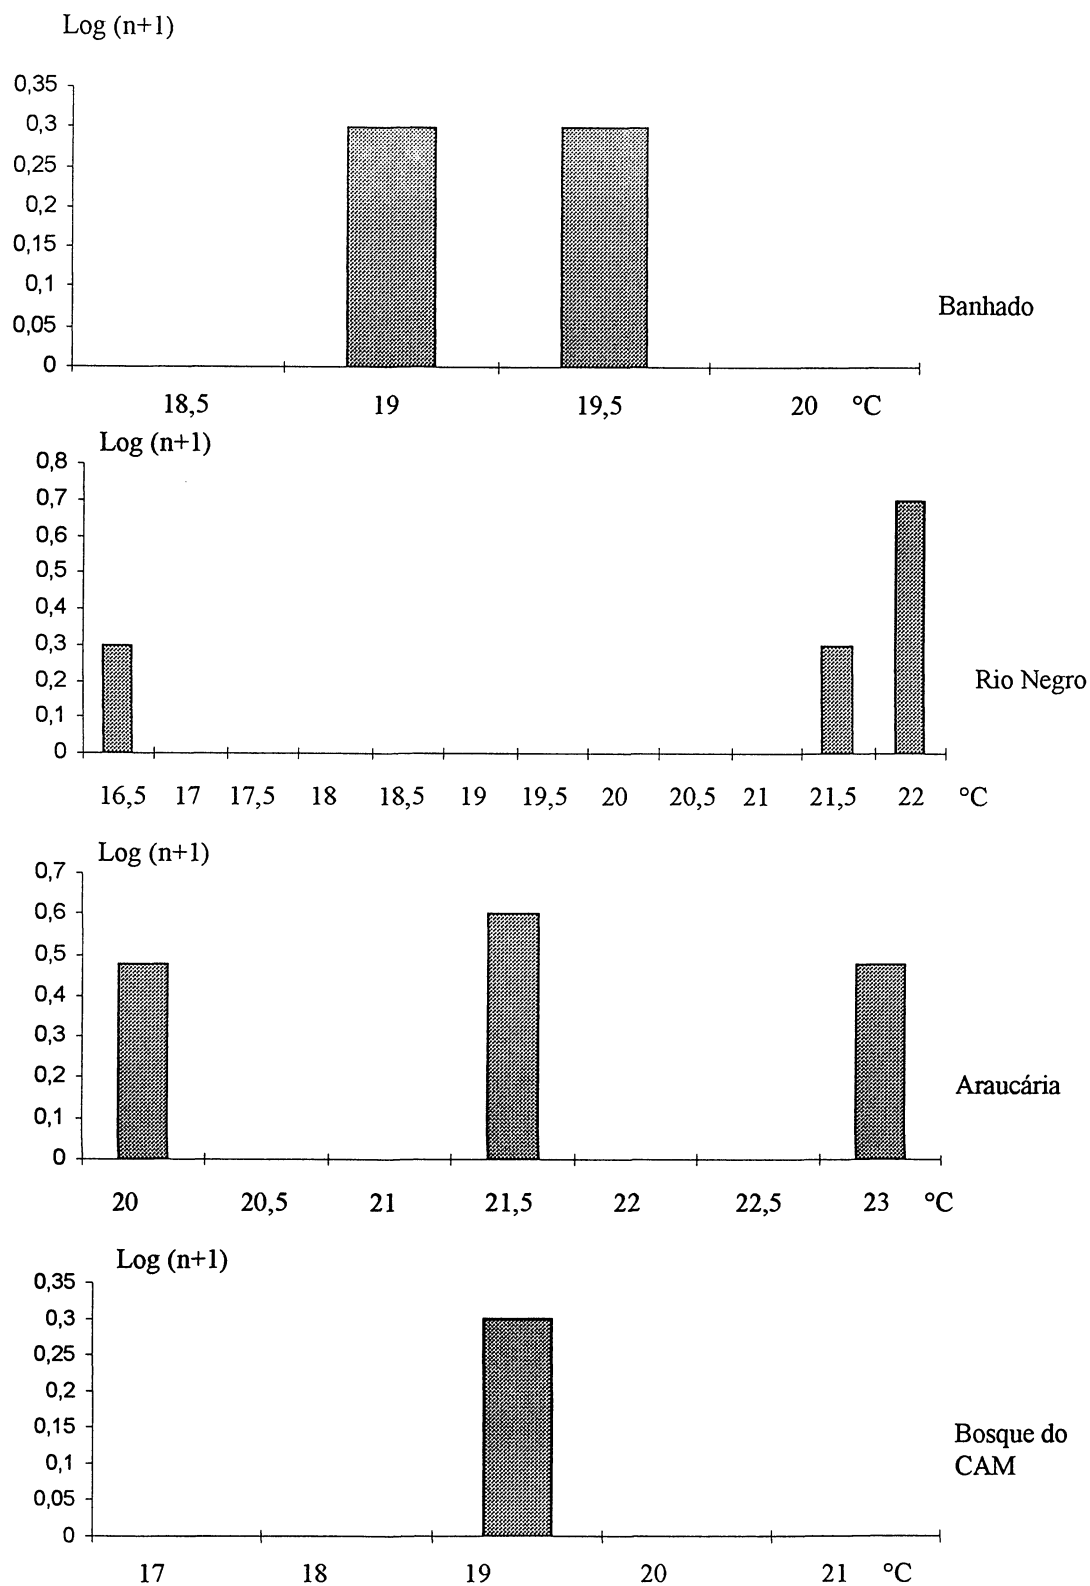 Log (n+1)
0,35
0,3
0,25
0,2
0,15
0,1
0,05
0
Banhado
18,5 19 19,5 20 °C
Log (n+1)
0,8
0,7
0,6
0,5
0,4
0,3
0,2
0,1
0
Rio Negro
16,5 17 17,5 18 18,5 19 19,5 20 20,5 21 21,5 22 °C
Log (n+1)
0,7
0,6
0,5
0,4
0,3
0,2
0,1
0
Araucária
20 20,5 21 21,5 22 22,5 23 °C
Log (n+1)
0,35
0,3
0,25
0,2
0,15
0,1
0,05
0
Bosque do
CAM
17 18 19 20 21 °C